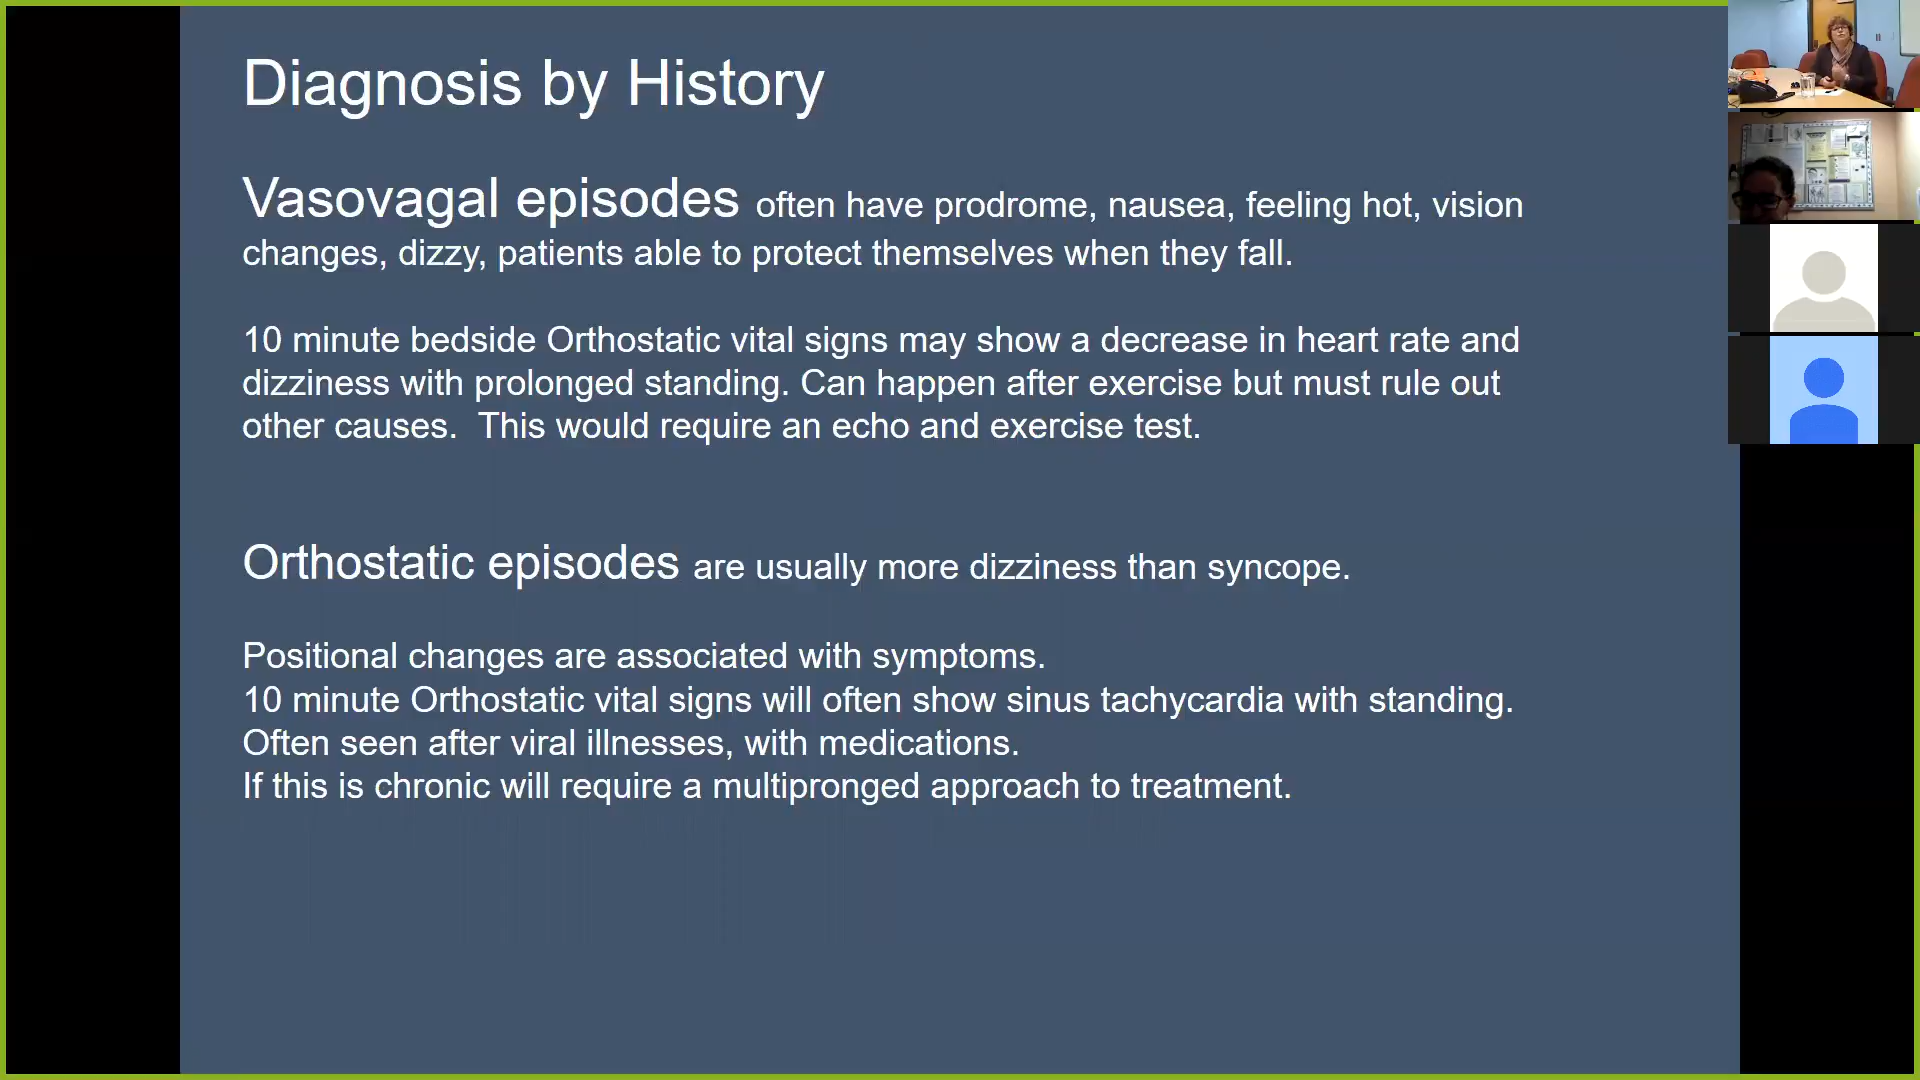 Diagnosis by History
Vasovagal episodes often have prodrome, nausea, feeling hot, vision
changes, dizzy, patients able to protect themselves when they fall.
10 minute bedside Orthostatic vital signs may show a decrease in heart rate and
dizziness with prolonged standing. Can happen after exercise but must rule out
other causes.  This would require an echo and exercise test.
Orthostatic episodes are usually more dizziness than syncope.
Positional changes are associated with symptoms.
10 minute Orthostatic vital signs will often show sinus tachycardia with standing.
Often seen after viral illnesses, with medications.
If this is chronic will require a multipronged approach to treatment.